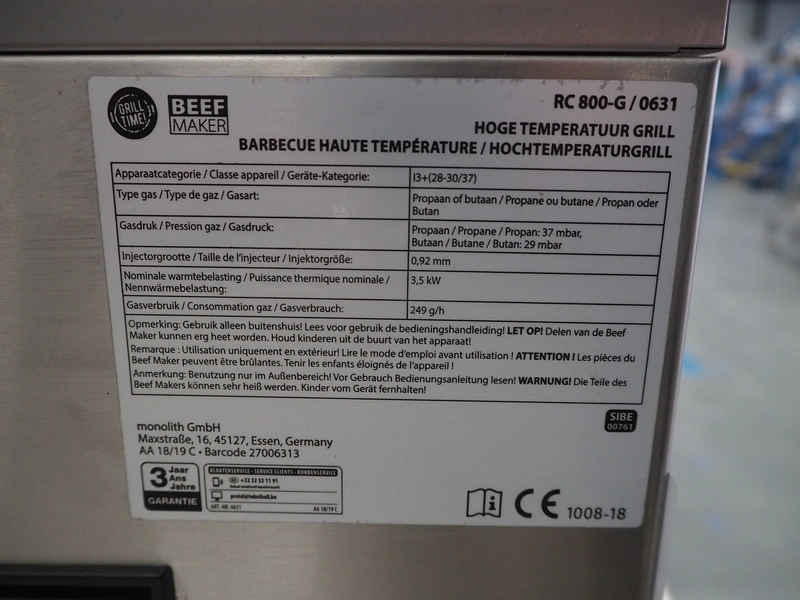 GRILL TIME!
BEEF
MAKER
RC 800-G / 0631
HOGE TEMPERATUUR GRILL
BARBECUE HAUTE TEMPÉRATURE / HOCHTEMPERATURGRILL
Apparaatcategorie / Classe appareil / Geräte-Kategorie: I3+(28-30/37)
Type gas / Type de gaz / Gasart: Propaan of butaan / Propane ou butane / Propan oder
Butan
Gasdruk / Pression gaz / Gasdruck: Propaan / Propane / Propan: 37 mbar,
Butaan / Butane / Butan: 29 mbar
Injectorgrootte / Taille de l'injecteur / Injektorgröße: 0,92 mm
Nominale warmtebelasting / Puissance thermique nominale / 3,5 kW
Nennwärmebelastung:
Gasverbruik / Consommation gaz / Gasverbrauch: 249 g/h
Opmerking: Gebruik alleen buitenshuis! Lees voor gebruik de bedieningshandleiding! LET OP! Delen van de Beef
Maker kunnen erg heet worden. Houd kinderen uit de buurt van het apparaat!
Remarque : Utilisation uniquement en extérieur! Lire le mode d'emploi avant utilisation ! ATTENTION ! Les pièces du
Beef Maker peuvent être brûlantes. Tenir les enfants éloignés de l'appareil !
Anmerkung: Benutzung nur im Außenbereich! Vor Gebrauch Bedienungsanleitung lesen! WARNUNG! Die Teile des
Beef Makers können sehr heiß werden. Kinder vom Gerät fernhalten!
SIBE
00761
monolith GmbH
Maxstraße, 16, 45127, Essen, Germany
AA 18/19 C • Barcode 27006313
3 Jaar
Ans
Jahre
GARANTIE
KLANTENSERVICE - SERVICE CLIENTS - KUNDENSERVICE
+32 32 32 11 91
protel@teknihall.be
ART.-NR. 0631 AA 18/19 C
CE 1008-18